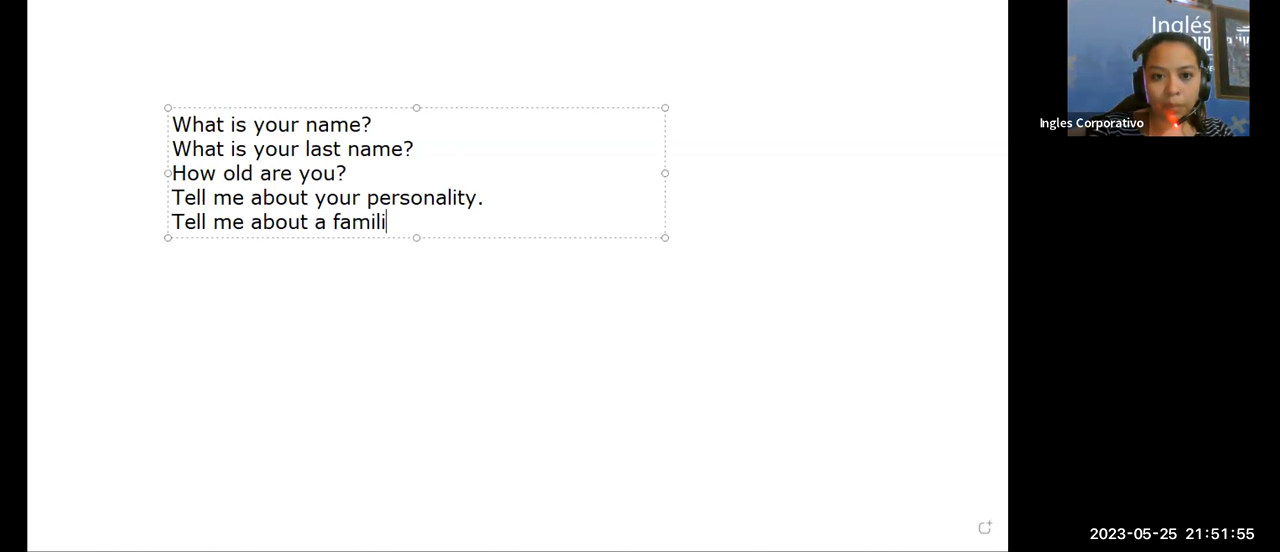 What is your name?
What is your last name?
How old are you?
Tell me about your personality.
Tell me about a famili
Inglés
Ingles Corporativo
2023-05-25 21:51:55